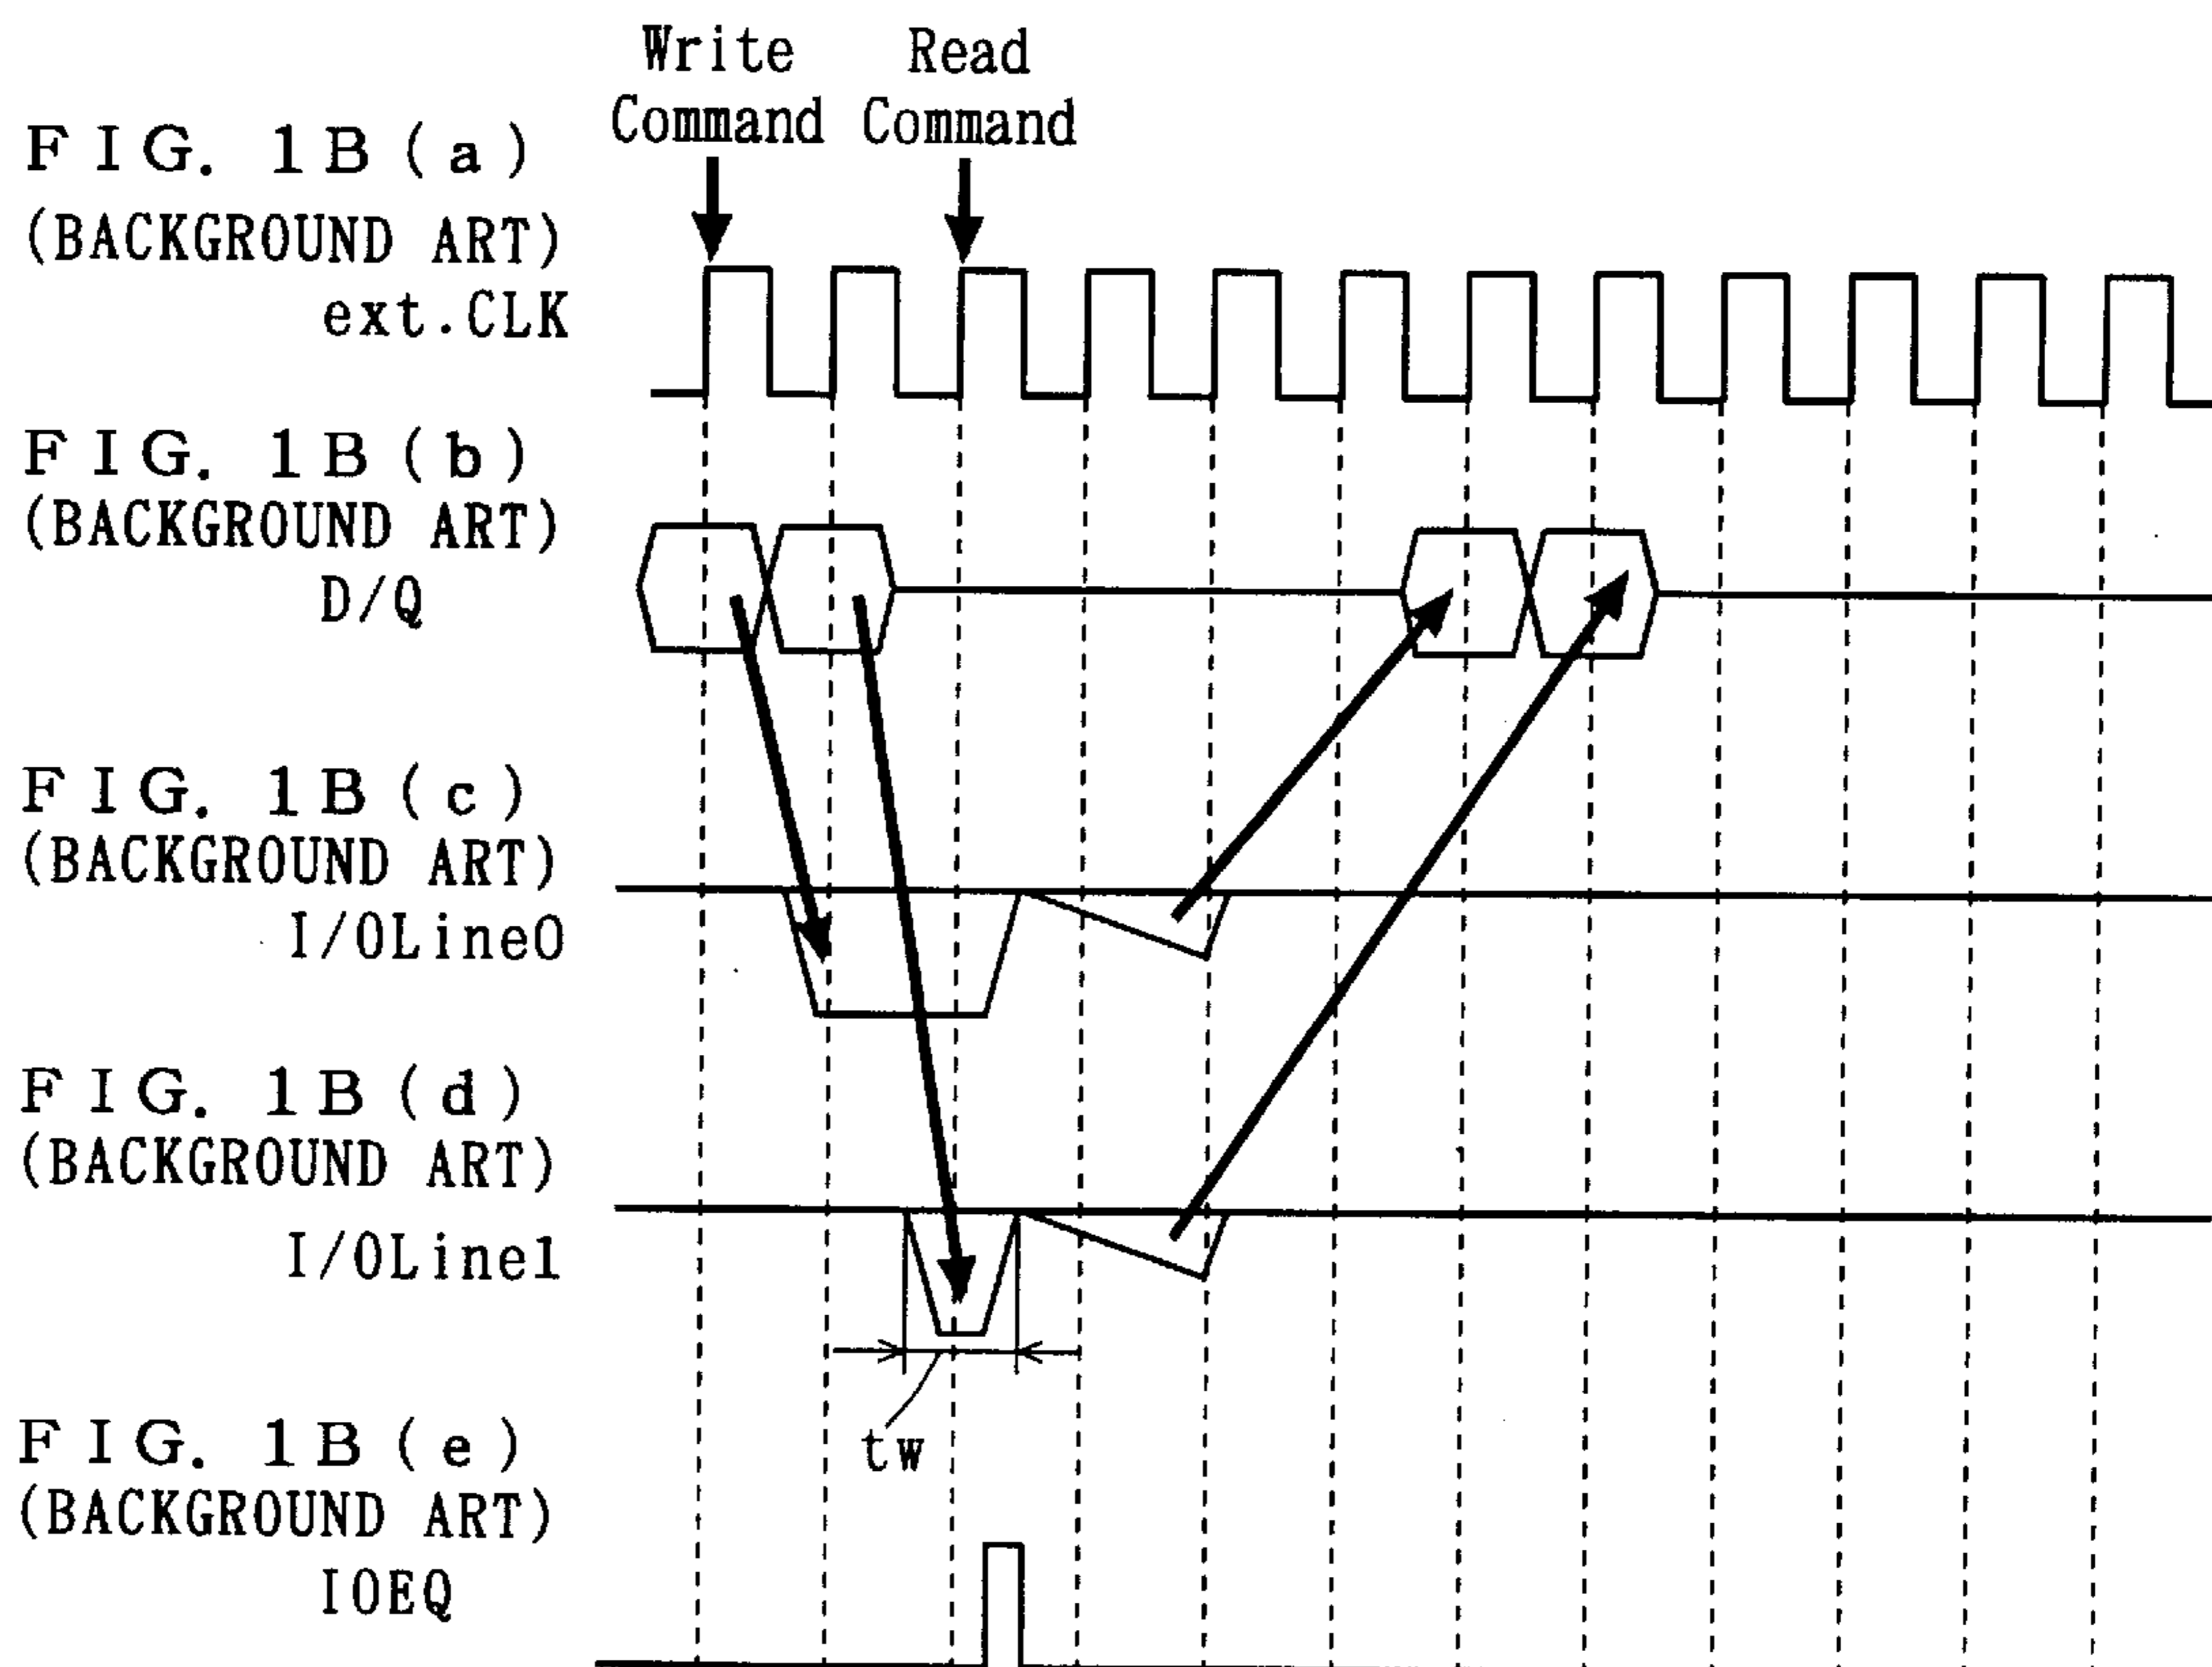 Write Read
Command Command
FIG. 1B(a)
(BACKGROUND ART)
ext.CLK
FIG. 1B(b)
(BACKGROUND ART)
D/Q
FIG. 1B(c)
(BACKGROUND ART)
I/OLine0
FIG. 1B(d)
(BACKGROUND ART)
I/OLine1
tw
FIG. 1B(e)
(BACKGROUND ART)
IOEQ